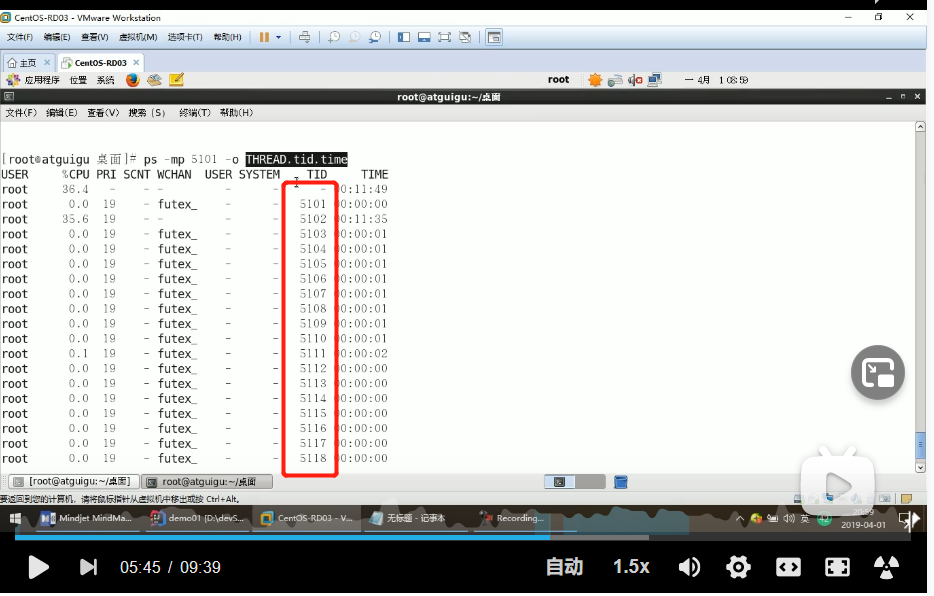 CentOS-RD03 - VMware Workstation
文件(F) 编辑(E) 查看(V) 虚拟机(M) 选项卡(T) 帮助(H)
主页 CentOS-RD03
应用程序 位置 系统 root 一 4月 1 08:59
root@atguigu:~/桌面
文件(F) 编辑(E) 查看(V) 搜索 (S) 终端(T) 帮助(H)
[root@atguigu 桌面]# ps -mp 5101 -o THREAD.tid.time
USER %CPU PRI SCNT WCHAN USER SYSTEM TID TIME
root 36.4 - - - - - - 00:11:49
root 0.0 19 - futex_ - - 5101 00:00:00
root 35.6 19 - - - - 5102 00:11:35
root 0.0 19 - futex_ - - 5103 00:00:01
root 0.0 19 - futex_ - - 5104 00:00:01
root 0.0 19 - futex_ - - 5105 00:00:01
root 0.0 19 - futex_ - - 5106 00:00:01
root 0.0 19 - futex_ - - 5107 00:00:01
root 0.0 19 - futex_ - - 5108 00:00:01
root 0.0 19 - futex_ - - 5109 00:00:01
root 0.0 19 - futex_ - - 5110 00:00:01
root 0.1 19 - futex_ - - 5111 00:00:02
root 0.0 19 - futex_ - - 5112 00:00:00
root 0.0 19 - futex_ - - 5113 00:00:00
root 0.0 19 - futex_ - - 5114 00:00:00
root 0.0 19 - futex_ - - 5115 00:00:00
root 0.0 19 - futex_ - - 5116 00:00:00
root 0.0 19 - futex_ - - 5117 00:00:00
root 0.0 19 - futex_ - - 5118 00:00:00
[root@atguigu:~/桌面] root@atguigu:~/桌面
要返回到您的计算机，请将鼠标指针从虚拟机中移出或按 Ctrl+Alt。
Mindjet MindMa... demo01 [D:\devS... CentOS-RD03 - V... 无标题 - 记事本 Recording... 英 20:59
2019-04-01
05:45 / 09:39 自动 1.5x